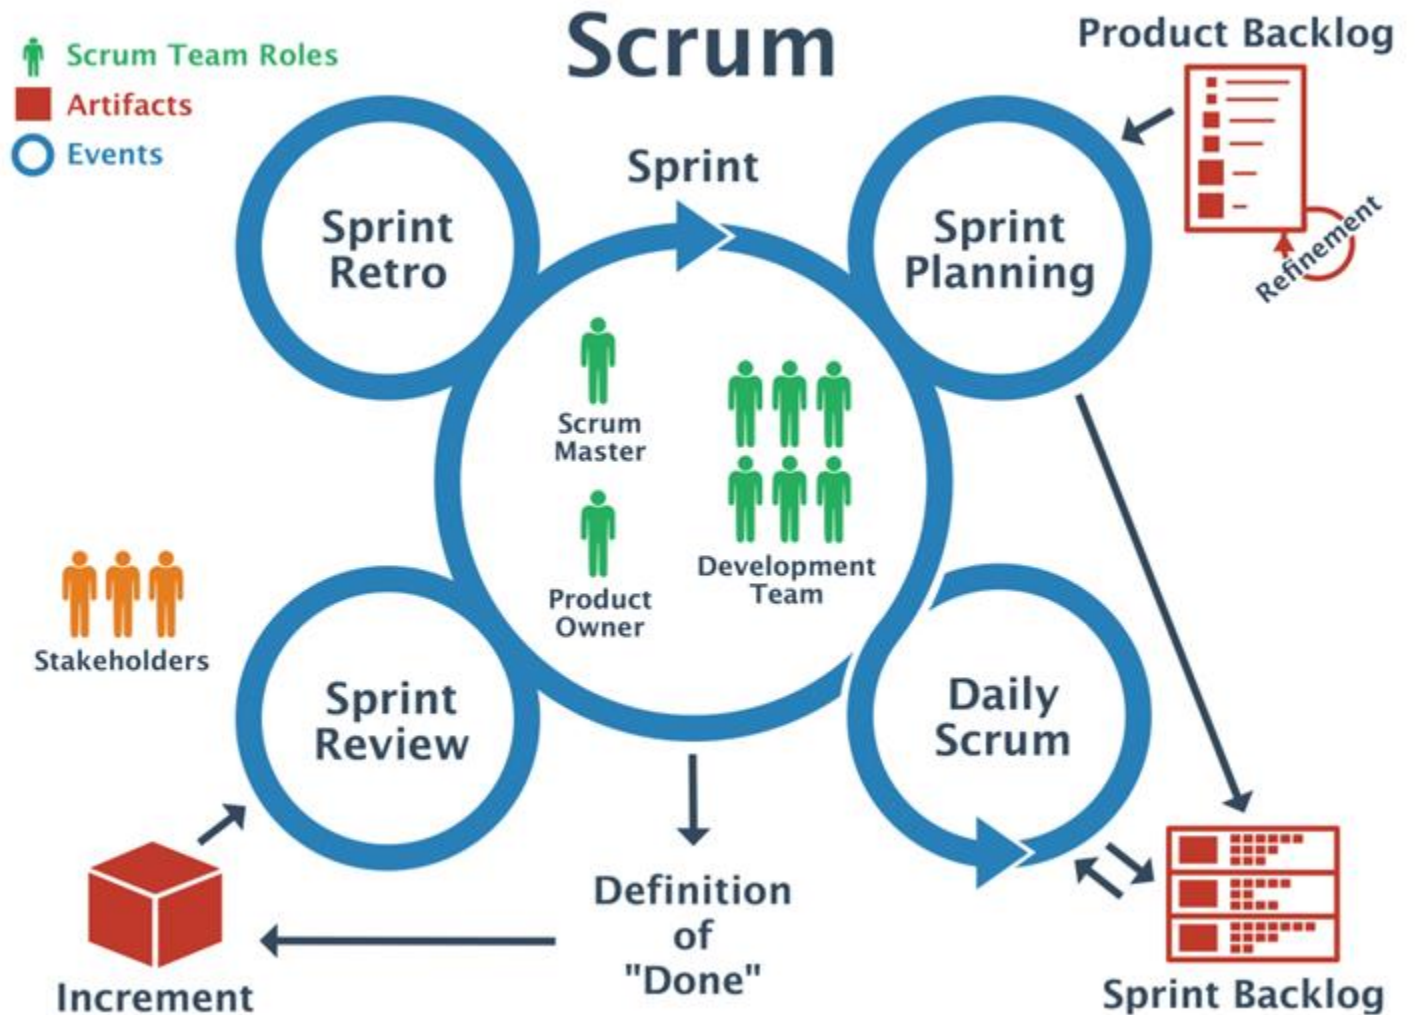 Scrum
Scrum Team Roles
Artifacts
Events
Product Backlog
Refinement
Sprint
Sprint
Retro
Sprint
Planning
Scrum
Master
Product
Owner
Development
Team
Stakeholders
Sprint
Review
Daily
Scrum
Increment
Definition
of
"Done"
Sprint Backlog